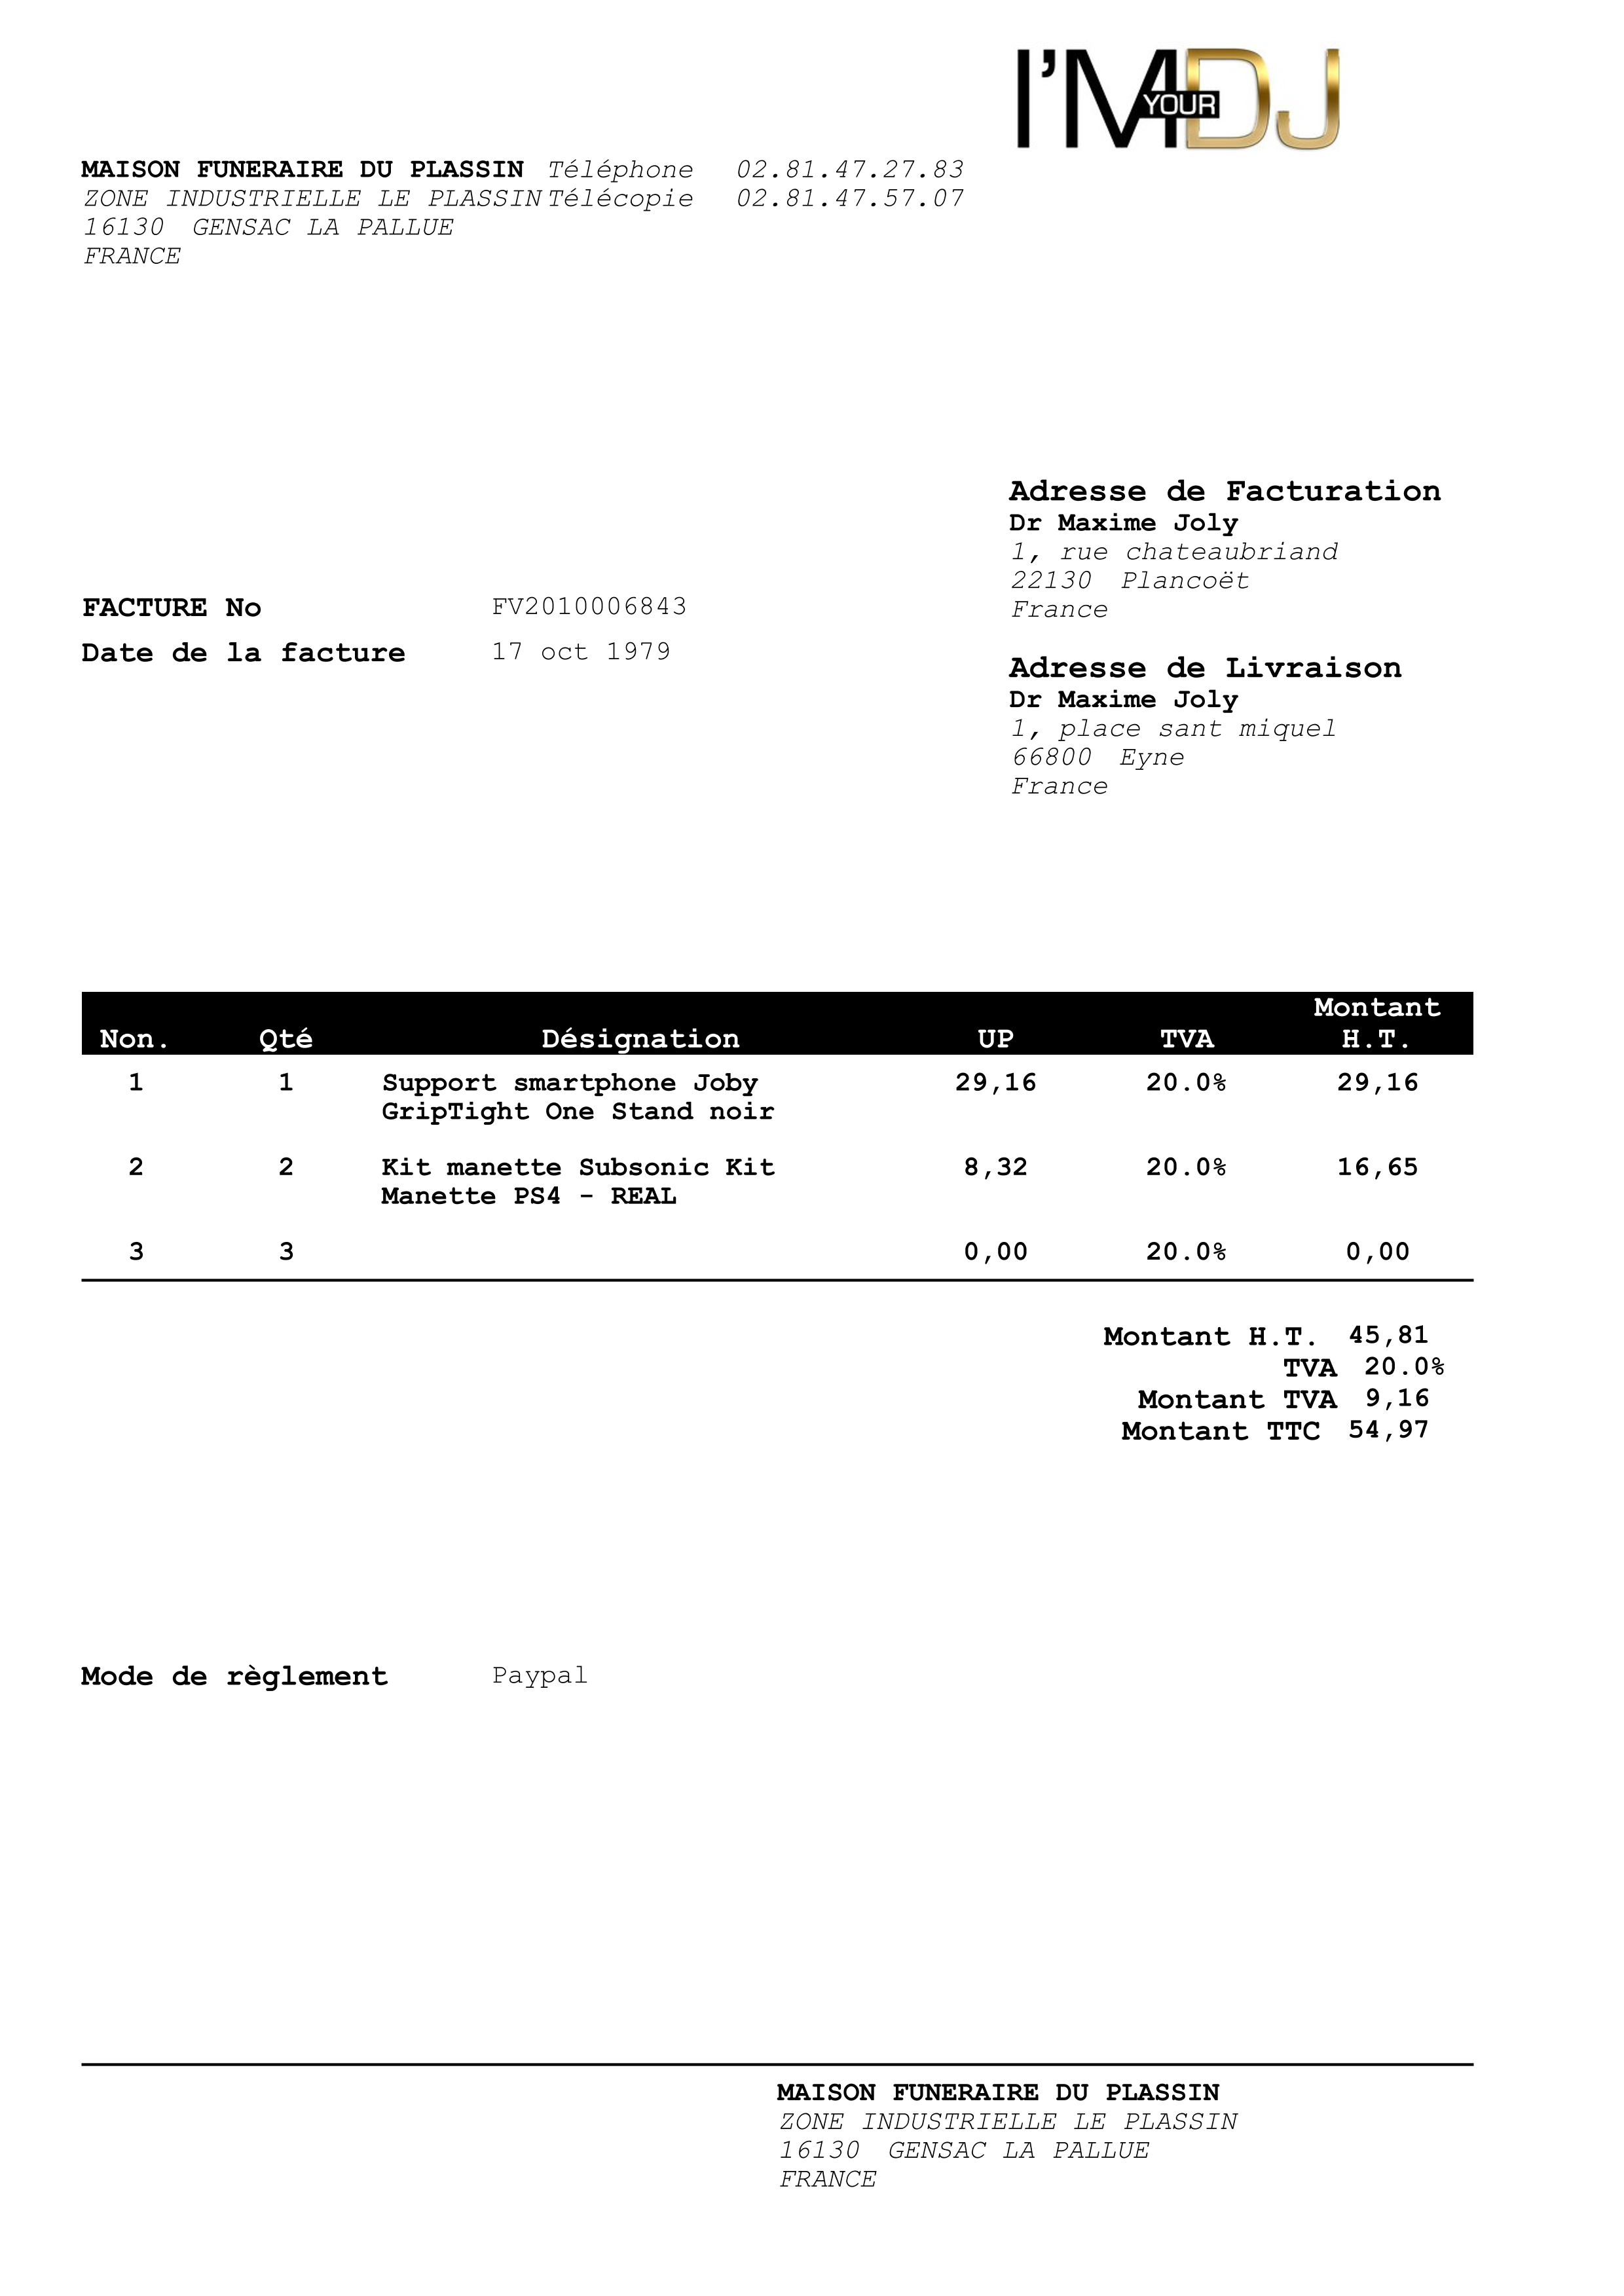 I'M YOUR DJ
MAISON FUNERAIRE DU PLASSIN Téléphone 02.81.47.27.83
ZONE INDUSTRIELLE LE PLASSIN Télécopie 02.81.47.57.07
16130 GENSAC LA PALLUE
FRANCE
Adresse de Facturation
Dr Maxime Joly
1, rue chateaubriand
22130 Plancoët
France
FACTURE No FV2010006843
Date de la facture 17 oct 1979
Adresse de Livraison
Dr Maxime Joly
1, place sant miquel
66800 Eyne
France
Non. Qté Désignation UP TVA Montant H.T.
1 1 Support smartphone Joby 29,16 20.0% 29,16
GripTight One Stand noir
2 2 Kit manette Subsonic Kit 8,32 20.0% 16,65
Manette PS4 - REAL
3 3 0,00 20.0% 0,00
Montant H.T. 45,81
TVA 20.0%
Montant TVA 9,16
Montant TTC 54,97
Mode de règlement Paypal
MAISON FUNERAIRE DU PLASSIN
ZONE INDUSTRIELLE LE PLASSIN
16130 GENSAC LA PALLUE
FRANCE